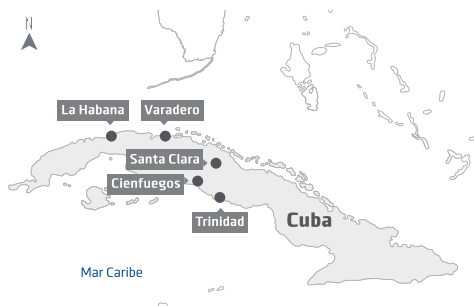 N
La Habana
Varadero
Santa Clara
Cienfuegos
Trinidad
Cuba
Mar Caribe